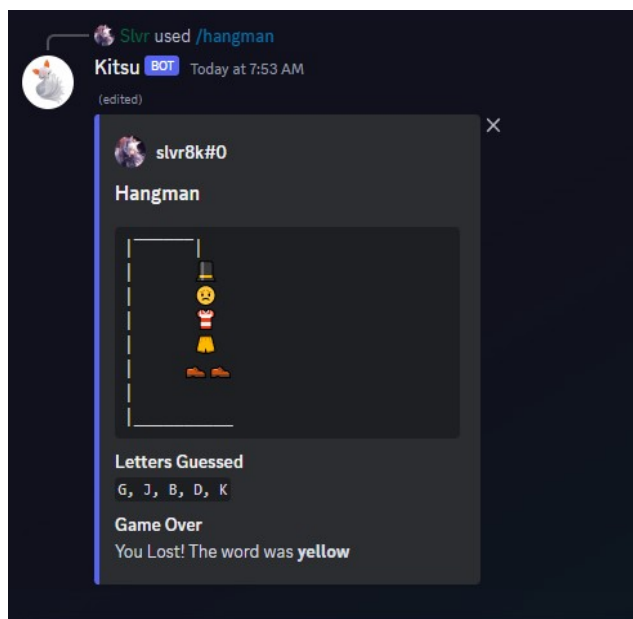 Slvr used /hangman
Kitsu BOT Today at 7:53 AM
(edited)
slvr8k#0
Hangman
Letters Guessed
G, J, B, D, K
Game Over
You Lost! The word was yellow